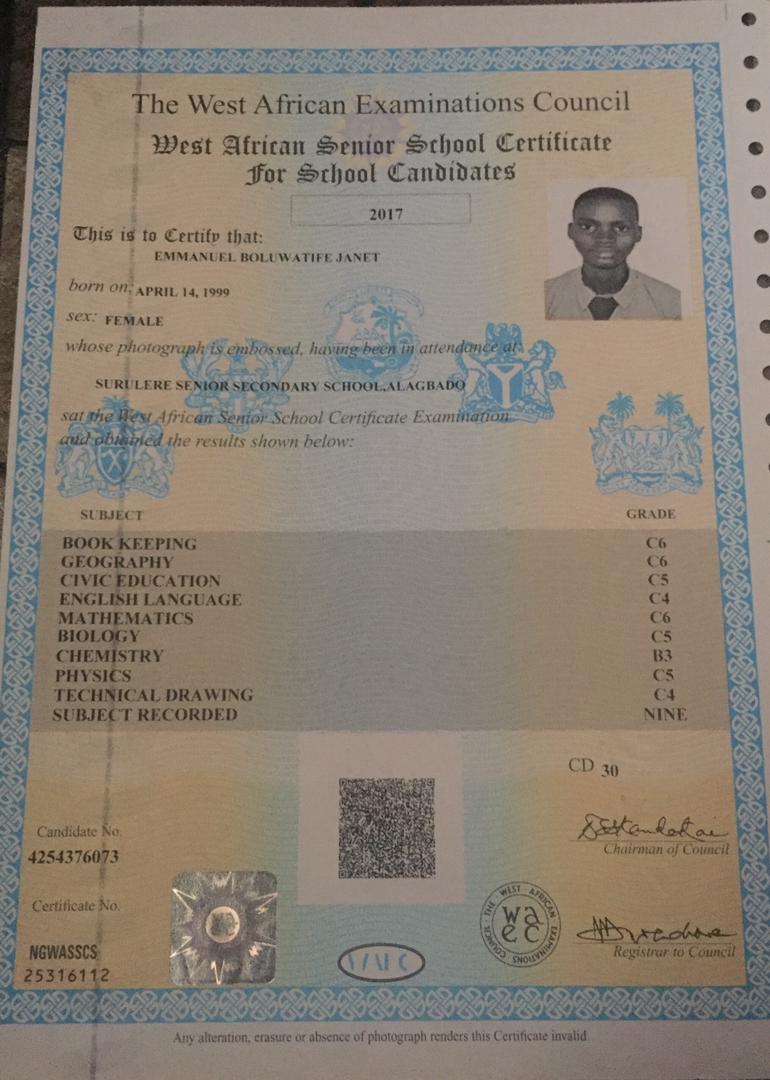 The West African Examinations Council
West African Senior School Certificate
For School Candidates
2017
This is to Certify that:
EMMANUEL BOLUWATIFE JANET
born on; APRIL 14, 1999
sex: FEMALE
whose photograph is embossed, having been in attendance at:
SURULERE SENIOR SECONDARY SCHOOL,ALAGBADO
sat the West African Senior School Certificate Examination
and obtained the results shown below:
SUBJECT GRADE
BOOK KEEPING C6
GEOGRAPHY C6
CIVIC EDUCATION C5
ENGLISH LANGUAGE C4
MATHEMATICS C6
BIOLOGY C5
CHEMISTRY B3
PHYSICS C5
TECHNICAL DRAWING C4
SUBJECT RECORDED NINE
CD 30
Candidate No.
4254376073
Chairman of Council
Certificate No.
NGWASSCS
25316112
THE WEST AFRICAN EXAMINATIONS COUNCIL
wa
ec
WAEC
Registrar to Council
Any alteration, erasure or absence of photograph renders this Certificate invalid.